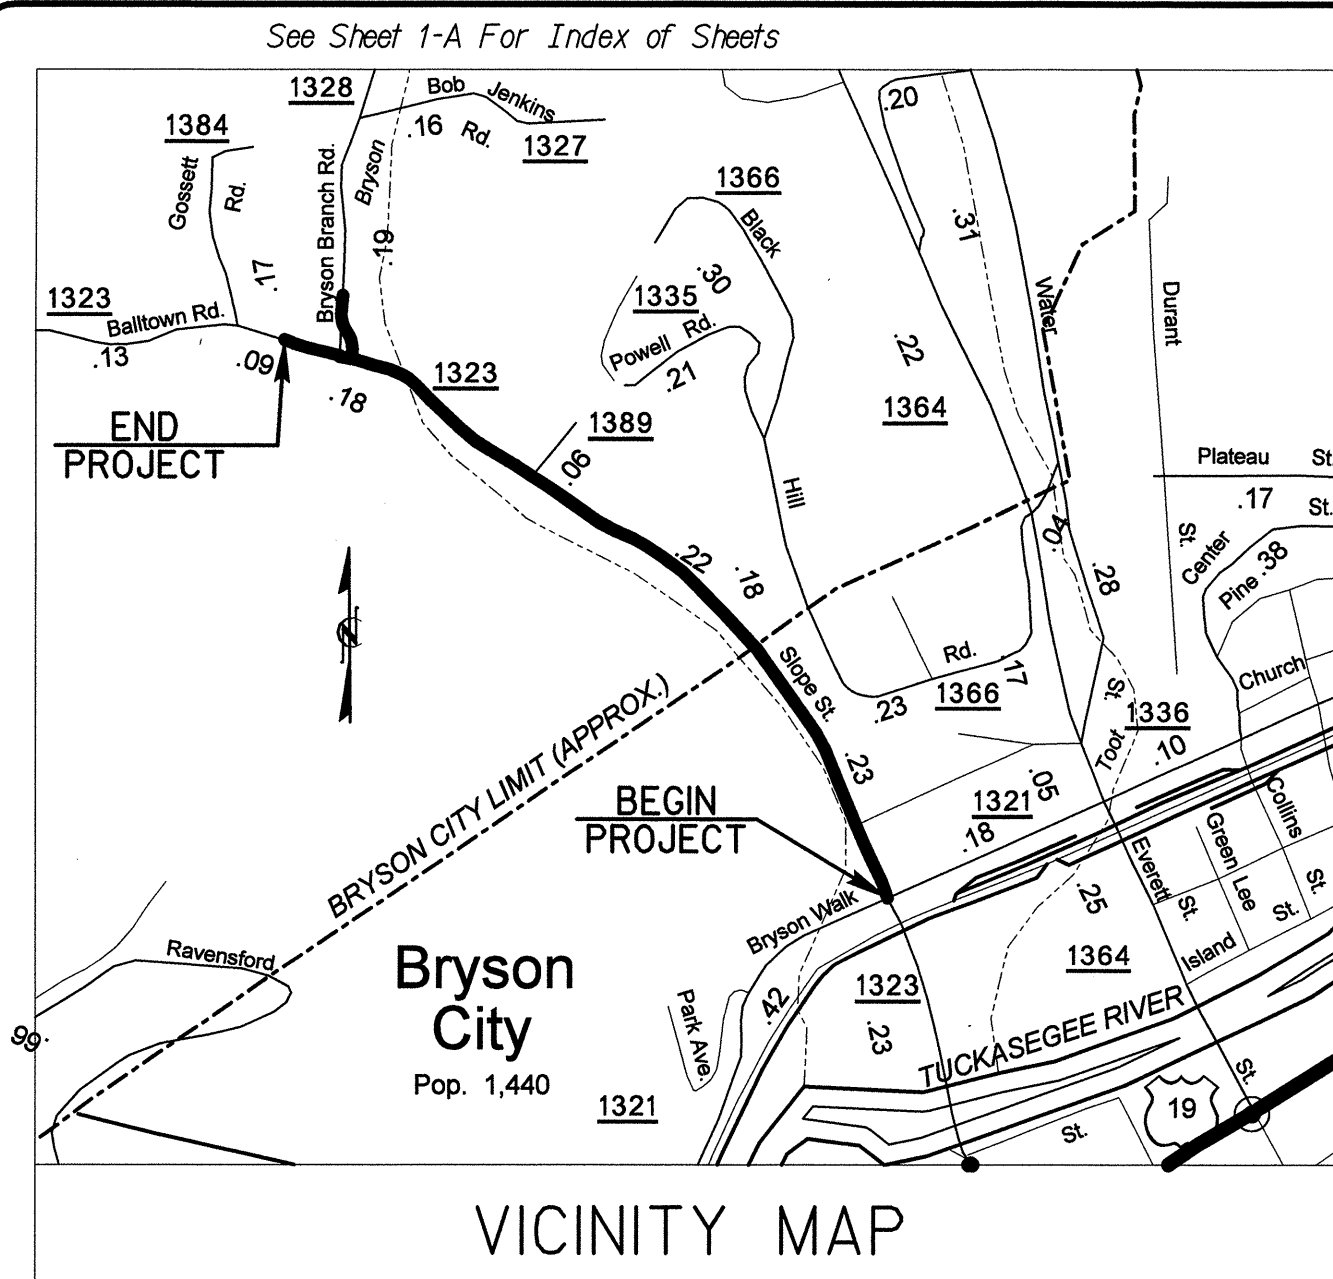 See Sheet 1-A For Index of Sheets
1328
Bob Jenkins Rd.
.16
1327
1384
Gossett Rd.
.17
Bryson Branch Rd.
Bryson
.19
1366
Black
.30
1335
Powell Rd.
.21
.20
.31
Water
Durant
1323
Balltown Rd.
.13
.09
.18
1323
END
PROJECT
1389
.06
.22
1364
Hill
Plateau St.
.17
St.
St.
Center
Pine .38
.04
.28
.22
.18
Slope St.
Rd.
.17
.23
1366
St.
Toot
1336
.10
Church
BRYSON CITY LIMIT (APPROX.)
.23
BEGIN
PROJECT
.05
1321
.18
Collins
St.
Green Lee
St.
Everett
St.
Island
.25
Bryson Walk
Ravensford
Bryson
City
Pop. 1,440
1364
1323
.23
Park Ave.
.42
TUCKASEGEE RIVER
.99
1321
St.
St.
19
VICINITY MAP